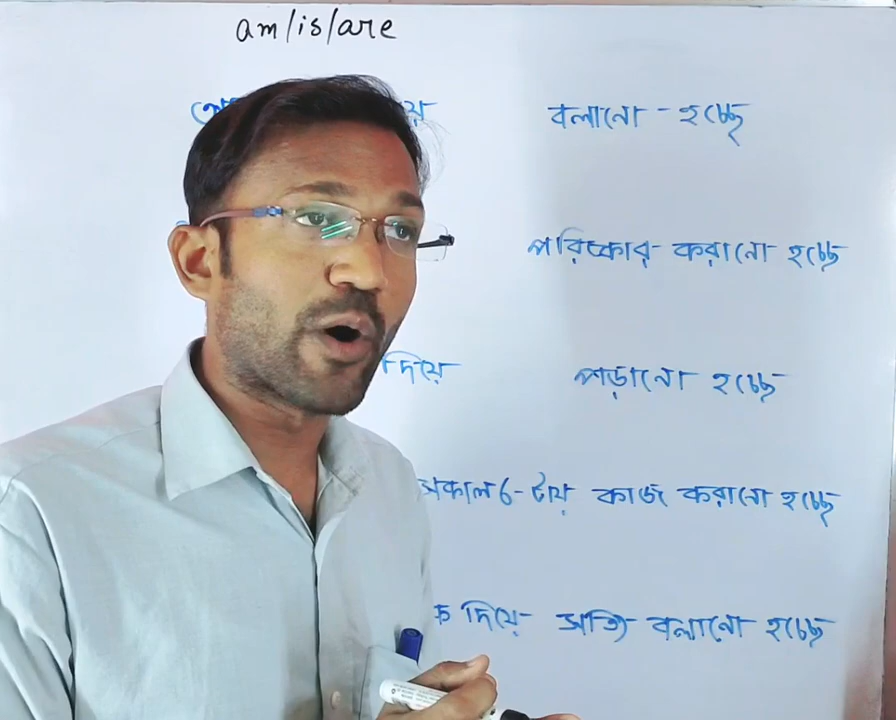 am/is/are
বলানো - হচ্ছে
পরিষ্কার করানো হচ্ছে
দিয়ে পড়ানো হচ্ছে
সকাল ৬-টায় কাজ করানো হচ্ছে
দিয়ে সত্যি বলানো হচ্ছে